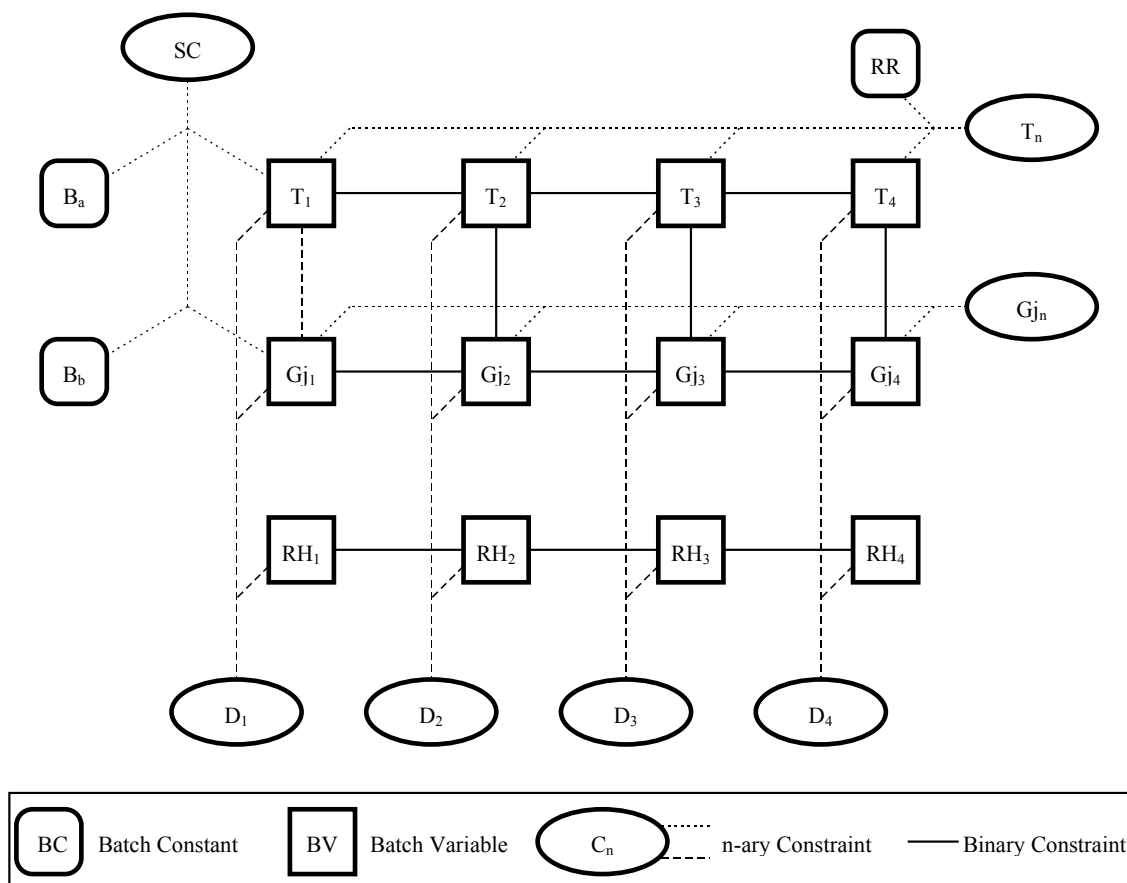 SC
RR
Tₙ
Bₐ
T₁ T₂ T₃ T₄
Gjₙ
B_b
Gj₁ Gj₂ Gj₃ Gj₄
RH₁ RH₂ RH₃ RH₄
D₁ D₂ D₃ D₄
BC Batch Constant BV Batch Variable Cₙ n-ary Constraint Binary Constraint